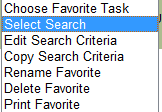 Choose Favorite Task
Select Search
Edit Search Criteria
Copy Search Criteria
Rename Favorite
Delete Favorite
Print Favorite